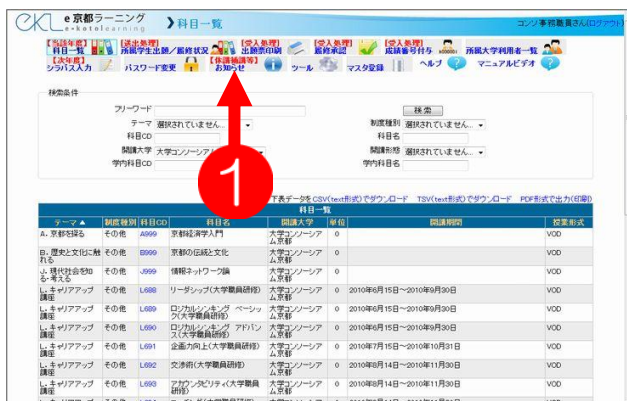 e京都ラーニング
e-kotolearning
科目一覧
コンソ事務職員さん(ログアウト)
【当該年度】
科目一覧
【送出処理】
所属学生出願/履修状況
【受入処理】
出願票印刷
【受入処理】
履修承認
【受入処理】
成績番号付与
所属大学利用者一覧
【次年度】
シラバス入力
パスワード変更
【休講補講等】
お知らせ
ツール
マスタ登録
ヘルプ
マニュアルビデオ
検索条件
フリーワード
検索
テーマ 選択されていません...
制度種別 選択されていません...
科目CD
科目名
開講大学 大学コンソーシア
開講形態 選択されていません...
学内科目CD
学内科目名
1
下表データをCSV(text形式)でダウンロード TSV(text形式)でダウンロード PDF形式で出力(印刷)
科目一覧
テーマ▲ 制度種別 科目CD 科目名 開講大学 単位 開講期間 授業形式
A. 京都を探る その他 A999 京都経済学入門 大学コンソーシアム京都 0 VOD
B. 歴史と文化に触れる その他 B999 京都の伝統と文化 大学コンソーシアム京都 0 VOD
J. 現代社会を知る・考える その他 J999 情報ネットワーク論 大学コンソーシアム京都 0 VOD
L. キャリアアップ講座 その他 L688 リーダシップ(大学職員研修) 大学コンソーシアム京都 0 2010年6月15日～2010年9月30日 VOD
L. キャリアアップ講座 その他 L689 ロジカルシンキング ベーシック(大学職員研修) 大学コンソーシアム京都 0 2010年6月15日～2010年9月30日 VOD
L. キャリアアップ講座 その他 L690 ロジカルシンキング アドバンス(大学職員研修) 大学コンソーシアム京都 0 2010年6月15日～2010年9月30日 VOD
L. キャリアアップ講座 その他 L691 企画力向上(大学職員研修) 大学コンソーシアム京都 0 2010年7月15日～2010年10月31日 VOD
L. キャリアアップ講座 その他 L692 交渉術(大学職員研修) 大学コンソーシアム京都 0 2010年8月14日～2010年11月30日 VOD
L. キャリアアップ講座 その他 L693 アカウンタビリティ(大学職員研修) 大学コンソーシアム京都 0 2010年8月14日～2010年11月30日 VOD